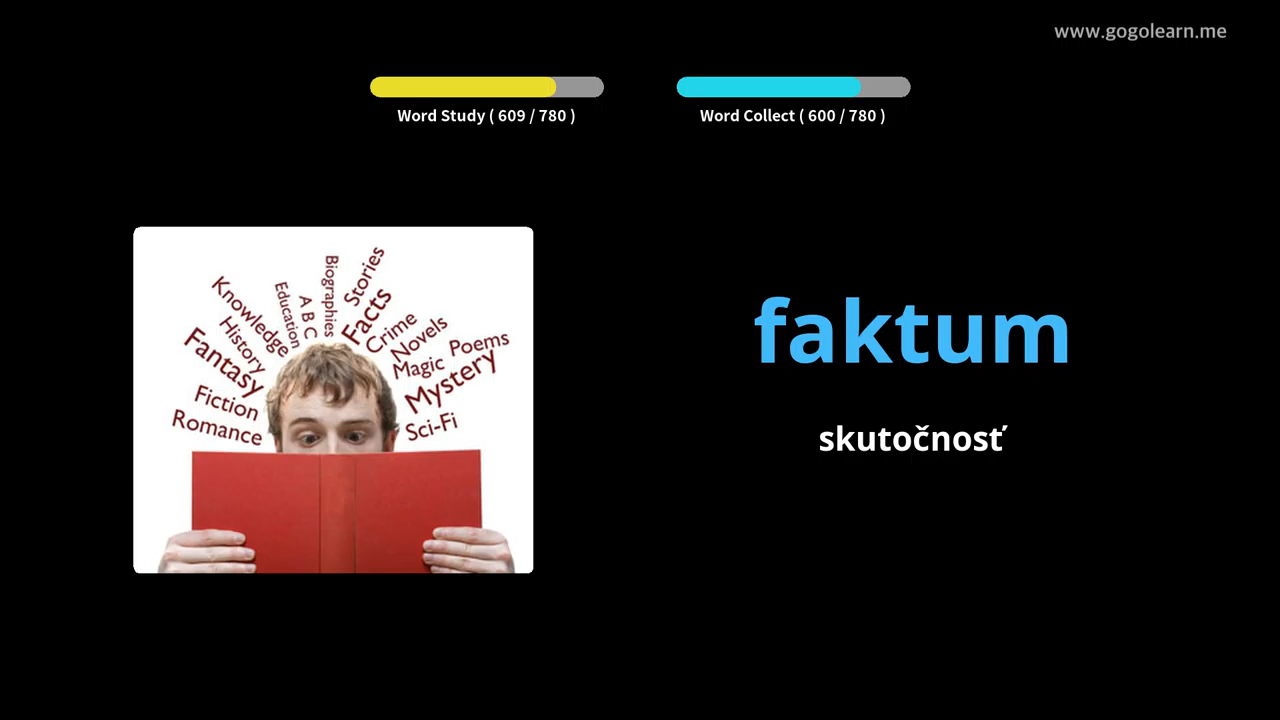 www.gogolearn.me
Word Study ( 609 / 780 )
Word Collect ( 600 / 780 )
Knowledge
History
Fantasy
Fiction
Romance
Education
A B C
Biographies
Stories
Facts
Crime
Novels
Magic
Poems
Mystery
Sci-Fi
faktum
skutočnosť